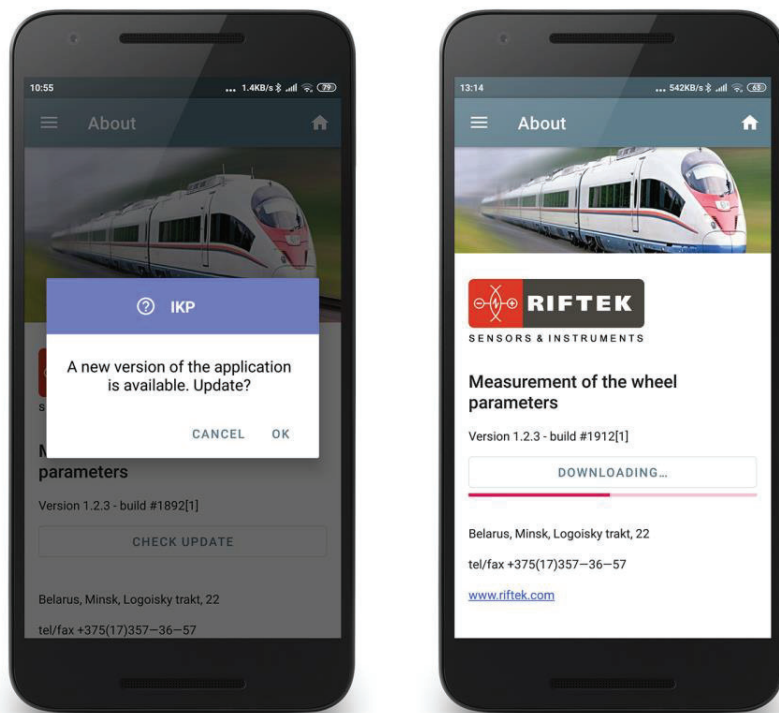 10:55
... 1.4KB/s 79
About
IKP
A new version of the application
is available. Update?
CANCEL OK
S
M
parameters
Version 1.2.3 - build #1892[1]
CHECK UPDATE
Belarus, Minsk, Logoisky trakt, 22
tel/fax +375(17)357—36—57
13:14
... 542KB/s 63
About
RIFTEK
SENSORS & INSTRUMENTS
Measurement of the wheel
parameters
Version 1.2.3 - build #1912[1]
DOWNLOADING...
Belarus, Minsk, Logoisky trakt, 22
tel/fax +375(17)357—36—57
www.riftek.com